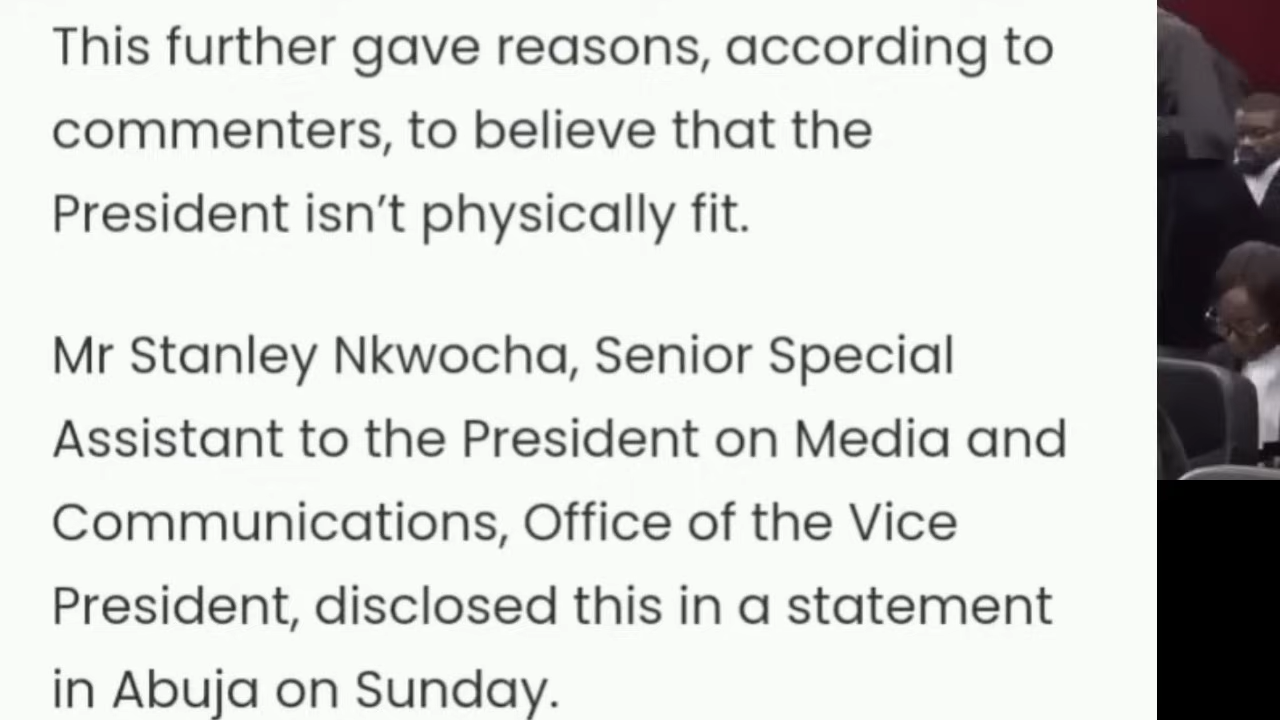 This further gave reasons, according to
commenters, to believe that the
President isn’t physically fit.
Mr Stanley Nkwocha, Senior Special
Assistant to the President on Media and
Communications, Office of the Vice
President, disclosed this in a statement
in Abuja on Sunday.